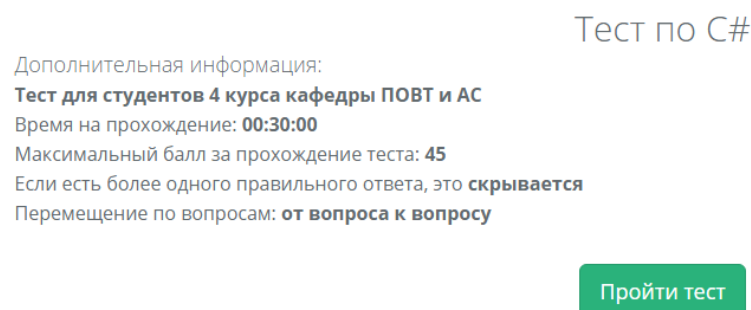 Тест по C#
Дополнительная информация:
Тест для студентов 4 курса кафедры ПОВТ и АС
Время на прохождение: 00:30:00
Максимальный балл за прохождение теста: 45
Если есть более одного правильного ответа, это скрывается
Перемещение по вопросам: от вопроса к вопросу
Пройти тест